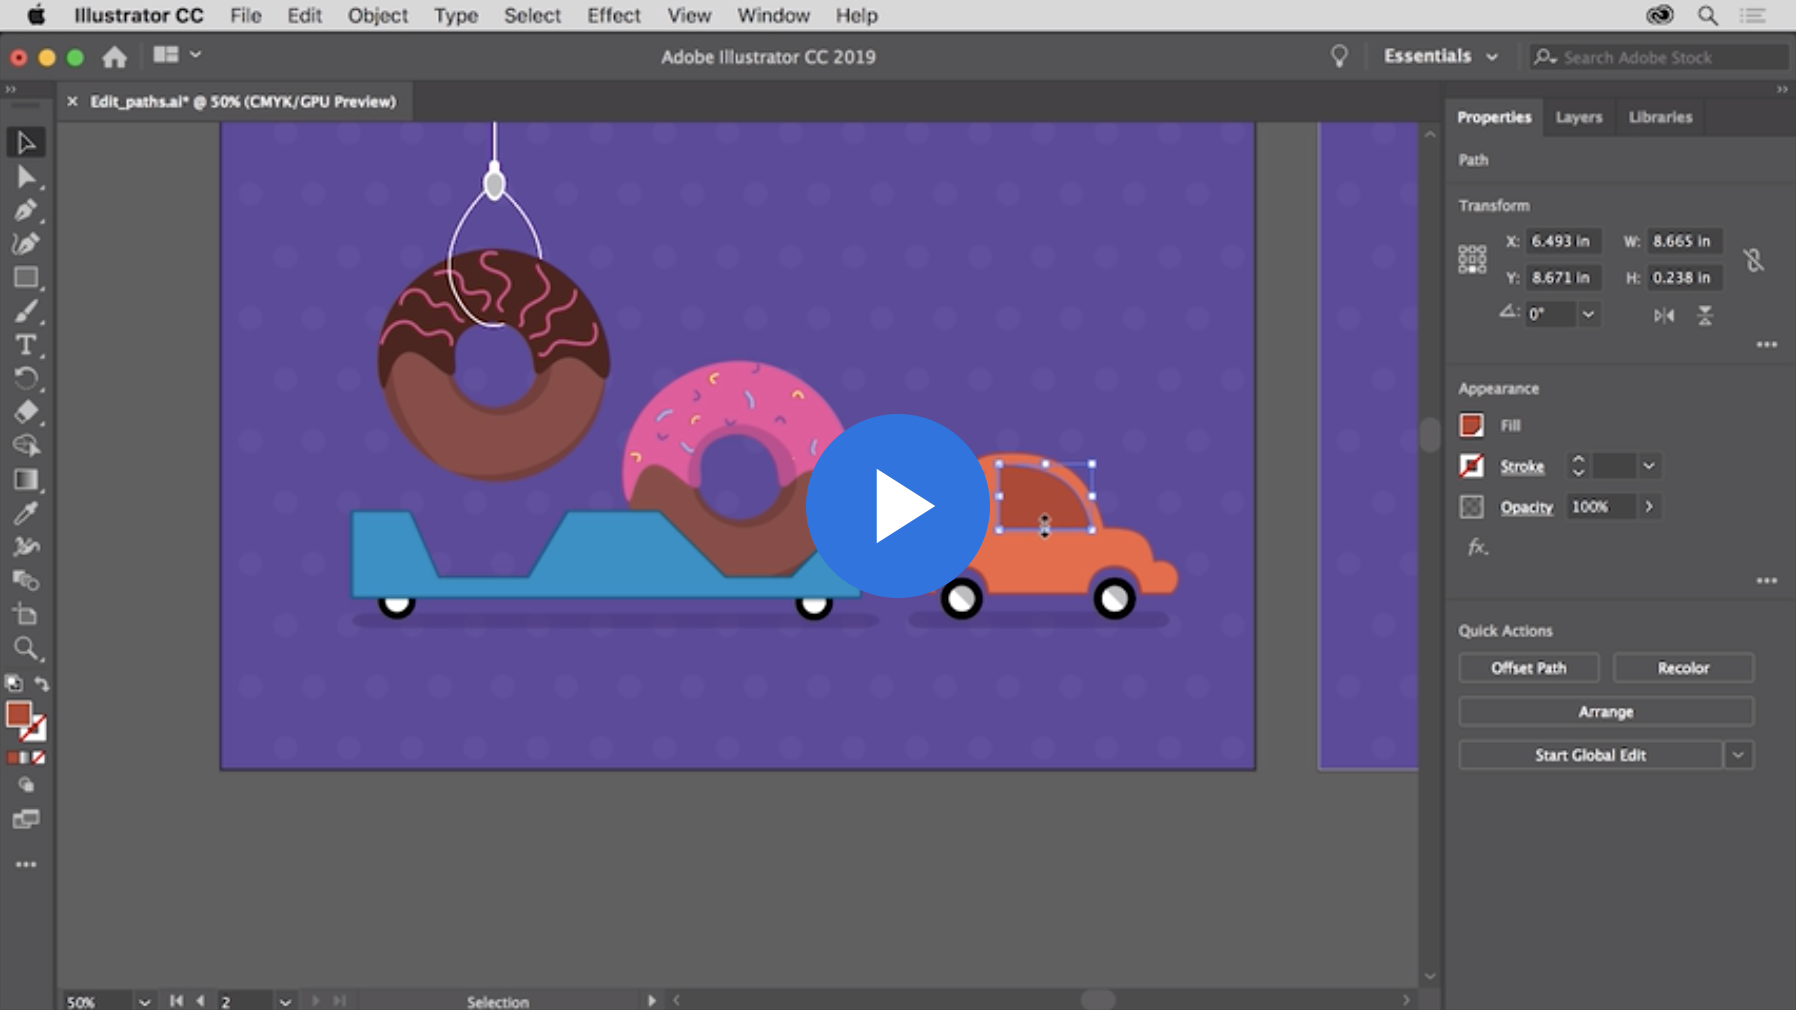 Illustrator CC File Edit Object Type Select Effect View Window Help
Adobe Illustrator CC 2019
Essentials
Search Adobe Stock
Edit_paths.ai* @ 50% (CMYK/GPU Preview)
Properties Layers Libraries
Path
Transform
X: 6.493 in W: 8.665 in
Y: 8.671 in H: 0.238 in
0°
Appearance
Fill
Stroke
Opacity 100%
fx.
Quick Actions
Offset Path Recolor
Arrange
Start Global Edit
50% 2 Selection